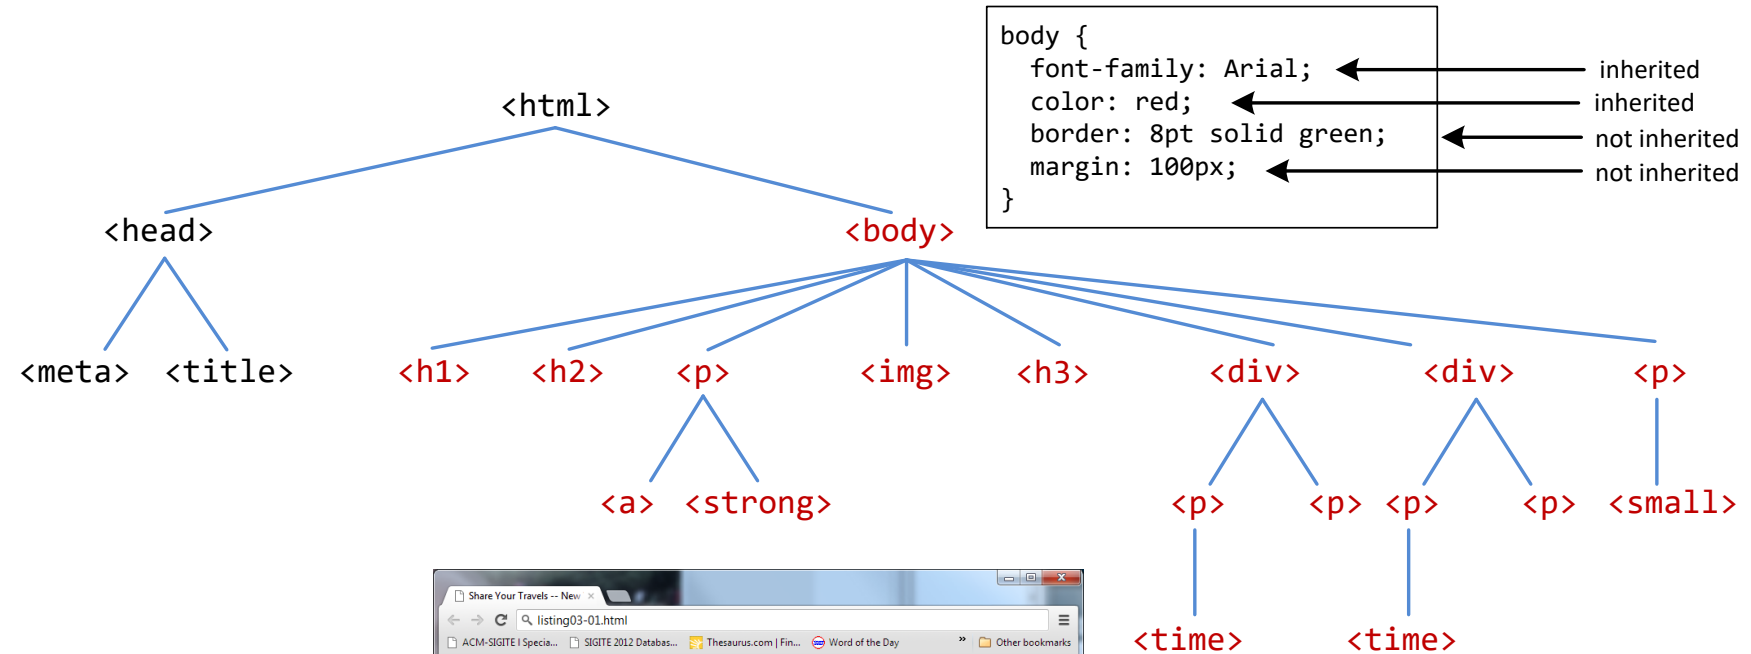 body {
font-family: Arial;
inherited
color: red;
inherited
border: 8pt solid green;
not inherited
margin: 100px;
not inherited
}
<html>
<head>
<body>
<meta> <title> <h1> <h2> <p> <img> <h3> <div> <div> <p>
<a> <strong> <p> <p> <p> <p> <small>
<time> <time>
Share Your Travels -- New
listing03-01.html
ACM-SIGITE I Specia... SIGITE 2012 Databas... Thesaurus.com | Fin... Word of the Day » Other bookmarks